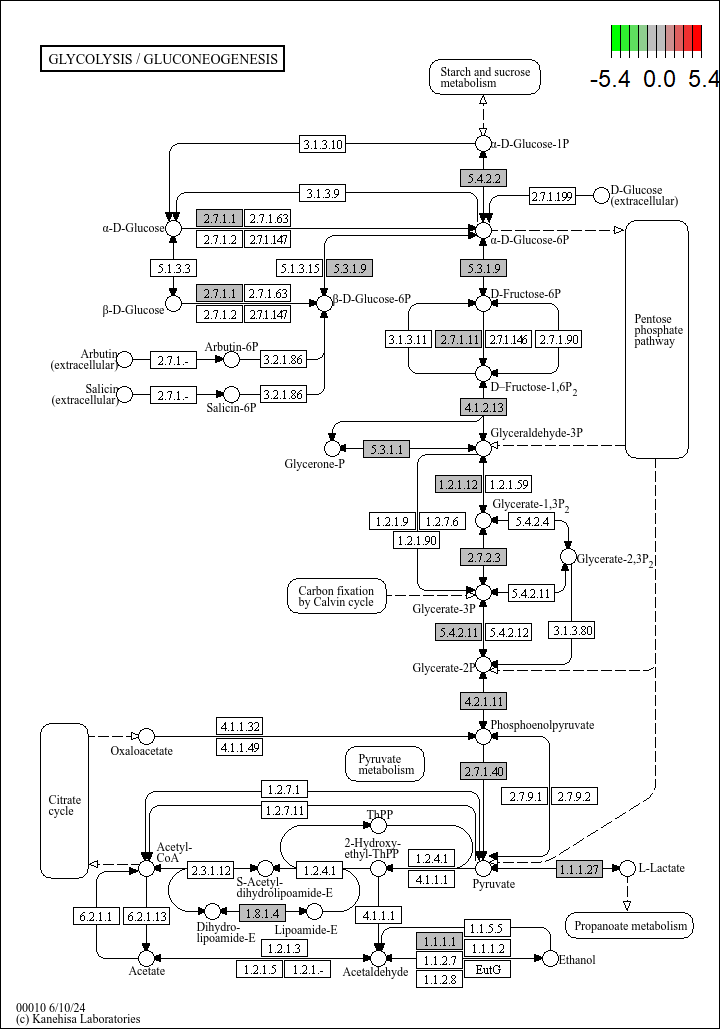 GLYCOLYSIS / GLUCONEOGENESIS
-5.4 0.0 5.4
Starch and sucrose
metabolism
3.1.3.10
α-D-Glucose-1P
5.4.2.2
3.1.3.9
2.7.1.199
D-Glucose
(extracellular)
2.7.1.1
2.7.1.63
α-D-Glucose
2.7.1.2
2.7.1.147
α-D-Glucose-6P
5.1.3.3
5.1.3.15
5.3.1.9
5.3.1.9
2.7.1.1
2.7.1.63
β-D-Glucose
2.7.1.2
2.7.1.147
β-D-Glucose-6P
D-Fructose-6P
Pentose
phosphate
pathway
3.1.3.11
2.7.1.11
2.7.1.146
2.7.1.90
Arbutin
(extracellular)
2.7.1.-
Arbutin-6P
3.2.1.86
Salicin
(extracellular)
2.7.1.-
Salicin-6P
3.2.1.86
D-Fructose-1,6P2
4.1.2.13
Glyceraldehyde-3P
5.3.1.1
Glycerone-P
1.2.1.12
1.2.1.59
Glycerate-1,3P2
1.2.1.9
1.2.7.6
1.2.1.90
5.4.2.4
2.7.2.3
Glycerate-2,3P2
Carbon fixation
by Calvin cycle
5.4.2.11
Glycerate-3P
5.4.2.11
5.4.2.12
3.1.3.80
Glycerate-2P
4.2.1.11
4.1.1.32
Oxaloacetate
4.1.1.49
Phosphoenolpyruvate
Pyruvate
metabolism
2.7.1.40
Citrate
cycle
1.2.7.1
1.2.7.11
2.7.9.1
2.7.9.2
ThPP
Acetyl-
CoA
2-Hydroxy-
ethyl-ThPP
2.3.1.12
S-Acetyl-
dihydrolipoamide-E
1.2.4.1
1.2.4.1
4.1.1.1
Pyruvate
1.1.1.27
L-Lactate
6.2.1.1
6.2.1.13
Dihydro-
lipoamide-E
1.8.1.4
Lipoamide-E
4.1.1.1
Propanoate metabolism
1.1.5.5
1.1.1.1
1.1.1.2
1.2.1.3
1.1.2.7
EutG
Acetate
1.2.1.5
1.2.1.-
Acetaldehyde
1.1.2.8
Ethanol
00010 6/10/24
(c) Kanehisa Laboratories